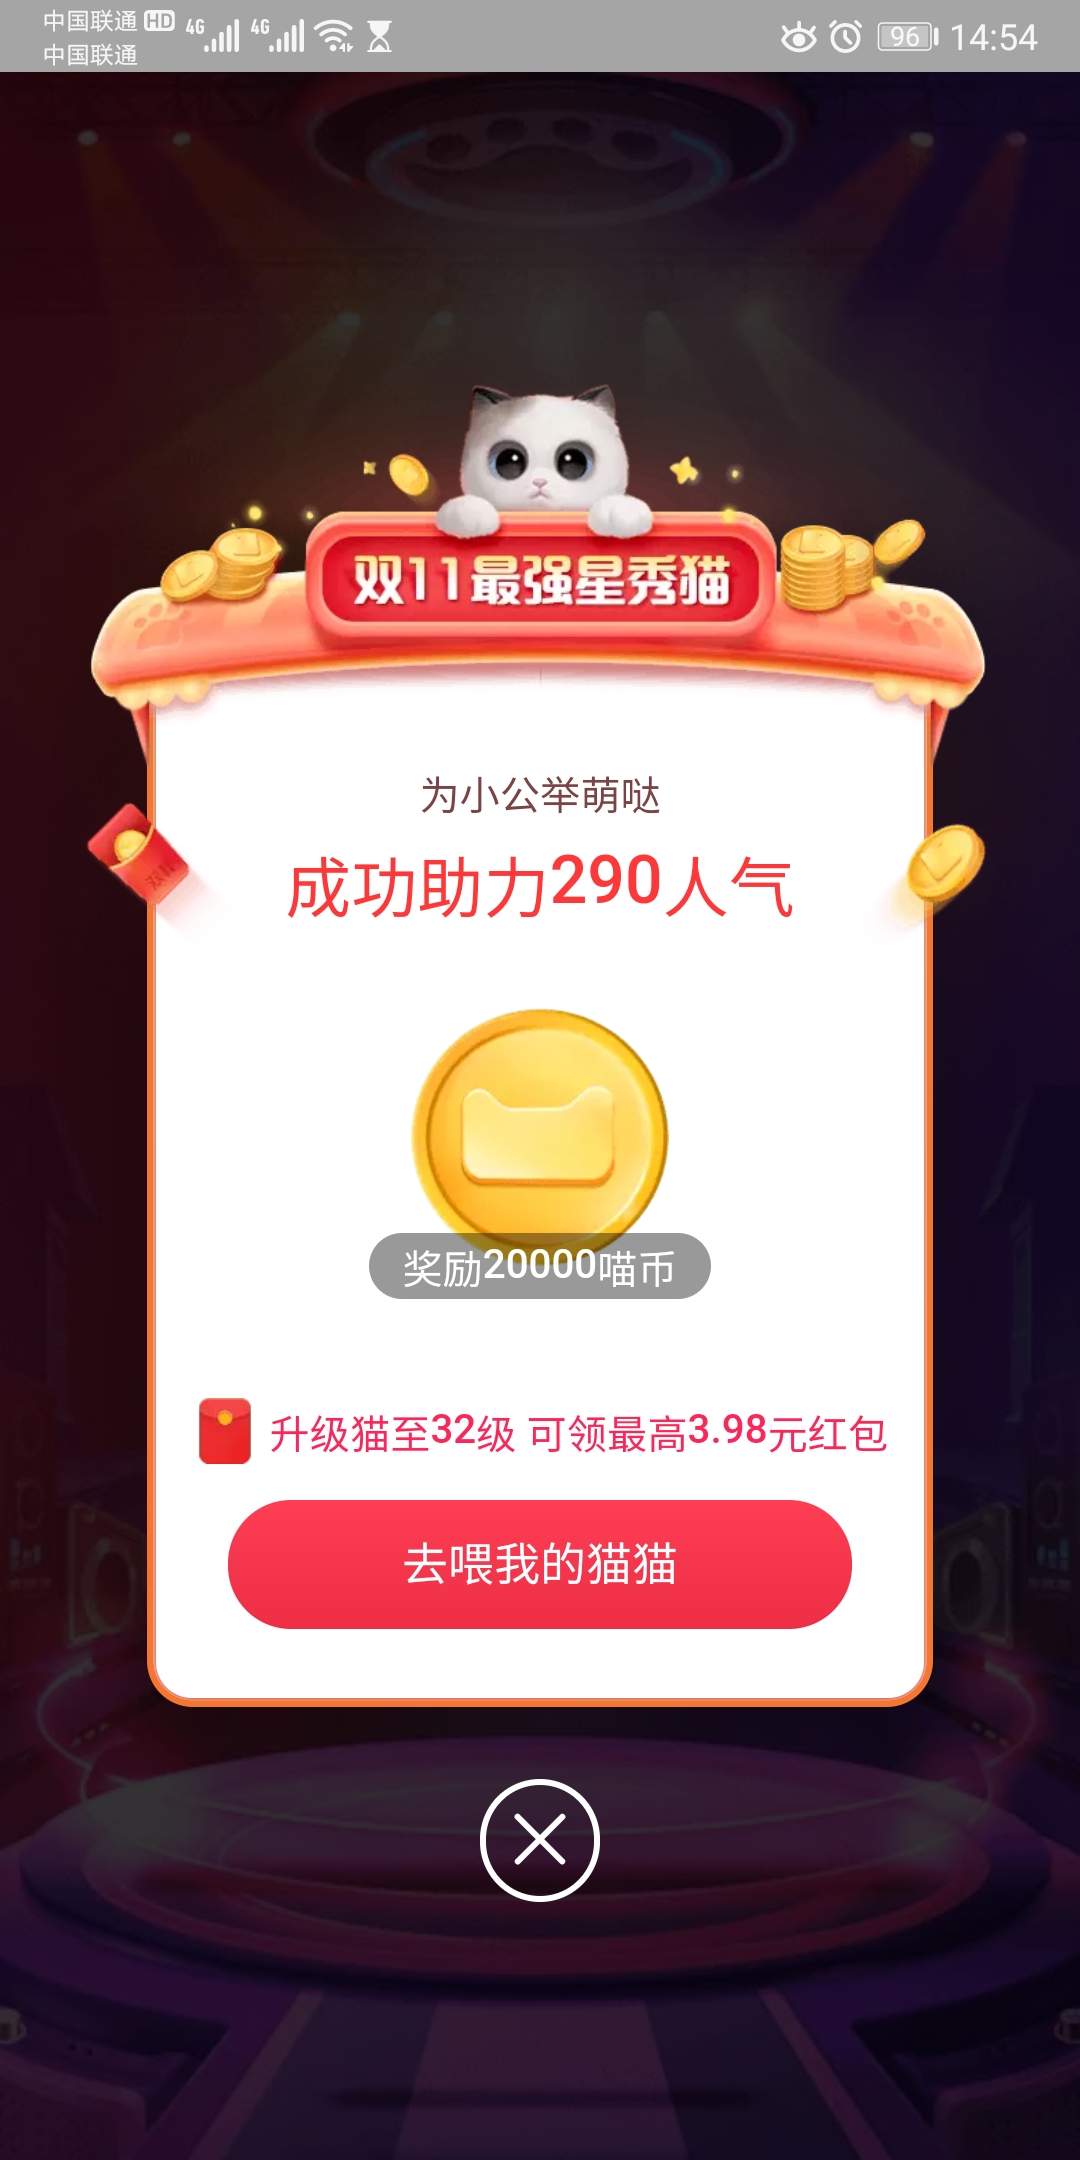 中国联通 HD 4G 4G 96 14:54
中国联通
双11最强星秀猫
为小公举萌哒
成功助力290人气
双11
奖励20000喵币
升级猫至32级 可领最高3.98元红包
去喂我的猫猫